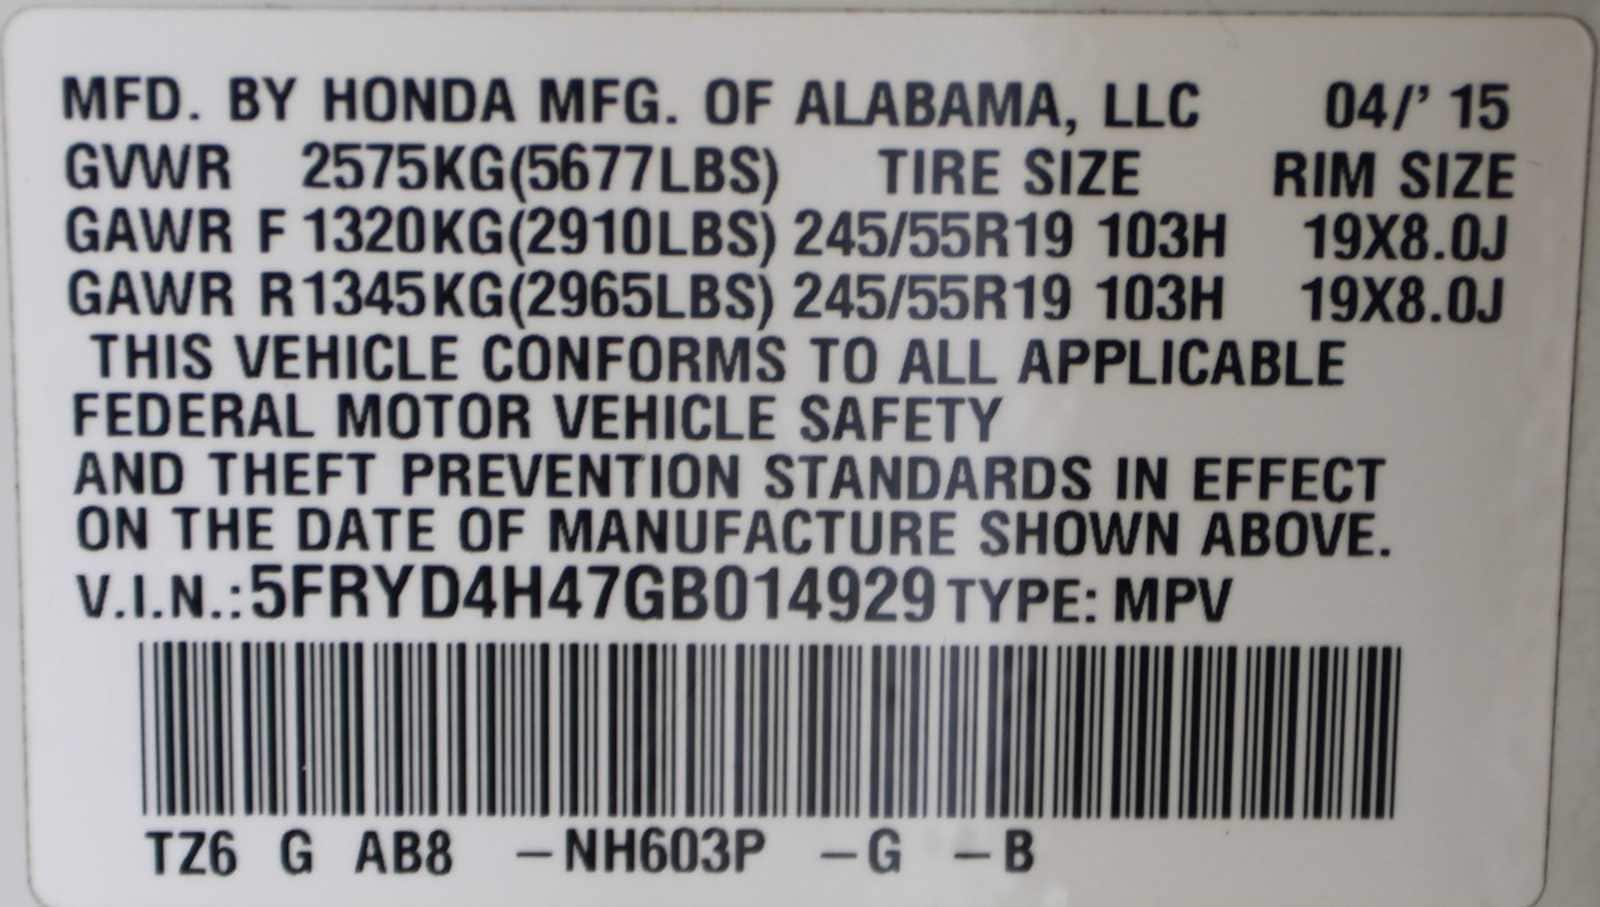 MFD. BY HONDA MFG. OF ALABAMA, LLC 04/' 15
GVWR 2575KG(5677LBS) TIRE SIZE RIM SIZE
GAWR F 1320KG(2910LBS) 245/55R19 103H 19X8.0J
GAWR R 1345KG(2965LBS) 245/55R19 103H 19X8.0J
THIS VEHICLE CONFORMS TO ALL APPLICABLE
FEDERAL MOTOR VEHICLE SAFETY
AND THEFT PREVENTION STANDARDS IN EFFECT
ON THE DATE OF MANUFACTURE SHOWN ABOVE.
V.I.N.:5FRYD4H47GB014929 TYPE: MPV
TZ6 G AB8 –NH603P –G –B